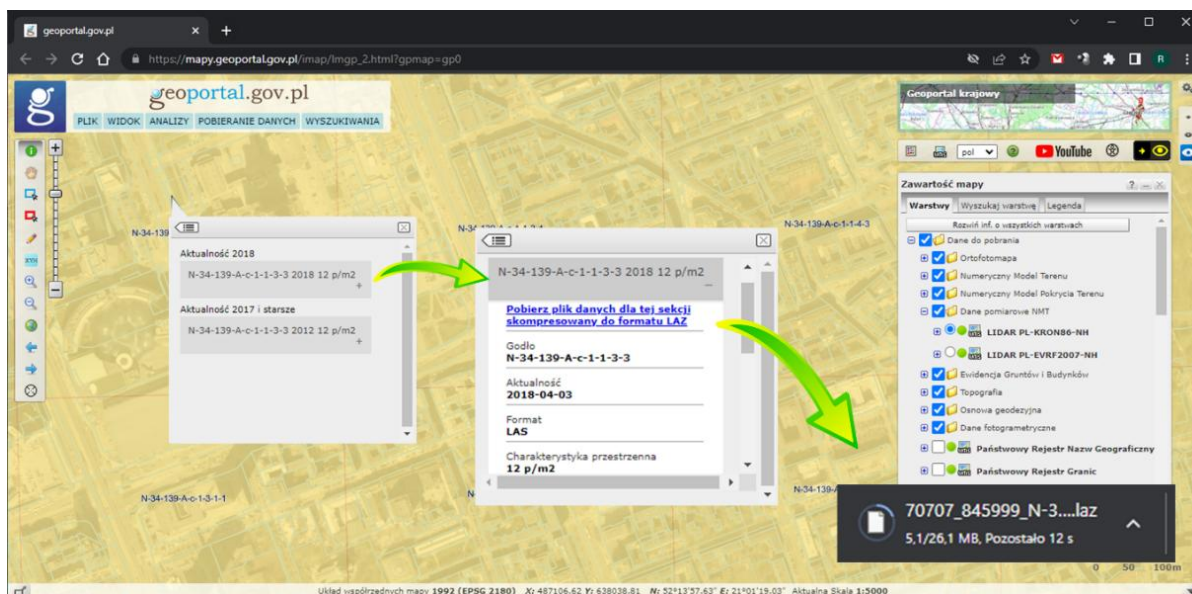 geoportal.gov.pl
https://mapy.geoportal.gov.pl/imap/Imgp_2.html?gpmap=gp0
R
g
geoportal.gov.pl
PLIK WIDOK ANALIZY POBIERANIE DANYCH WYSZUKIWANIA
Geoportal krajowy
pol
YouTube
Zawartość mapy
Warstwy Wyszukaj warstwę Legenda
Rozwiń inf. o wszystkich warstwach
Dane do pobrania
Ortofotomapa
Numeryczny Model Terenu
Numeryczny Model Pokrycia Terenu
Dane pomiarowe NMT
LIDAR PL-KRON86-NH
LIDAR PL-EVRF2007-NH
Ewidencja Gruntów i Budynków
Topografia
Osnowa geodezyjna
Dane fotogrametryczne
Państwowy Rejestr Nazw Geograficzny
Państwowy Rejestr Granic
XYH
N-34-139
Aktualność 2018
N-34-139-A-c-1-1-3-3 2018 12 p/m2
Aktualność 2017 i starsze
N-34-139-A-c-1-1-3-3 2012 12 p/m2
N-34-139-A-c-1-1-4-3
N-34-139-A-c-1-1-3-3 2018 12 p/m2
Pobierz plik danych dla tej sekcji
skompresowany do formatu LAZ
Godło
N-34-139-A-c-1-1-3-3
Aktualność
2018-04-03
Format
LAS
Charakterystyka przestrzenna
12 p/m2
N-34-139-A-c-1-3-1-1
N-34-139-
70707_845999_N-3....laz
5,1/26,1 MB, Pozostało 12 s
0 50 100m
Układ współrzędnych mapy 1992 (EPSG 2180) X: 487106.62 Y: 638038.81 N: 52°13'57.63" E: 21°01'19.03" Aktualna Skala 1:5000